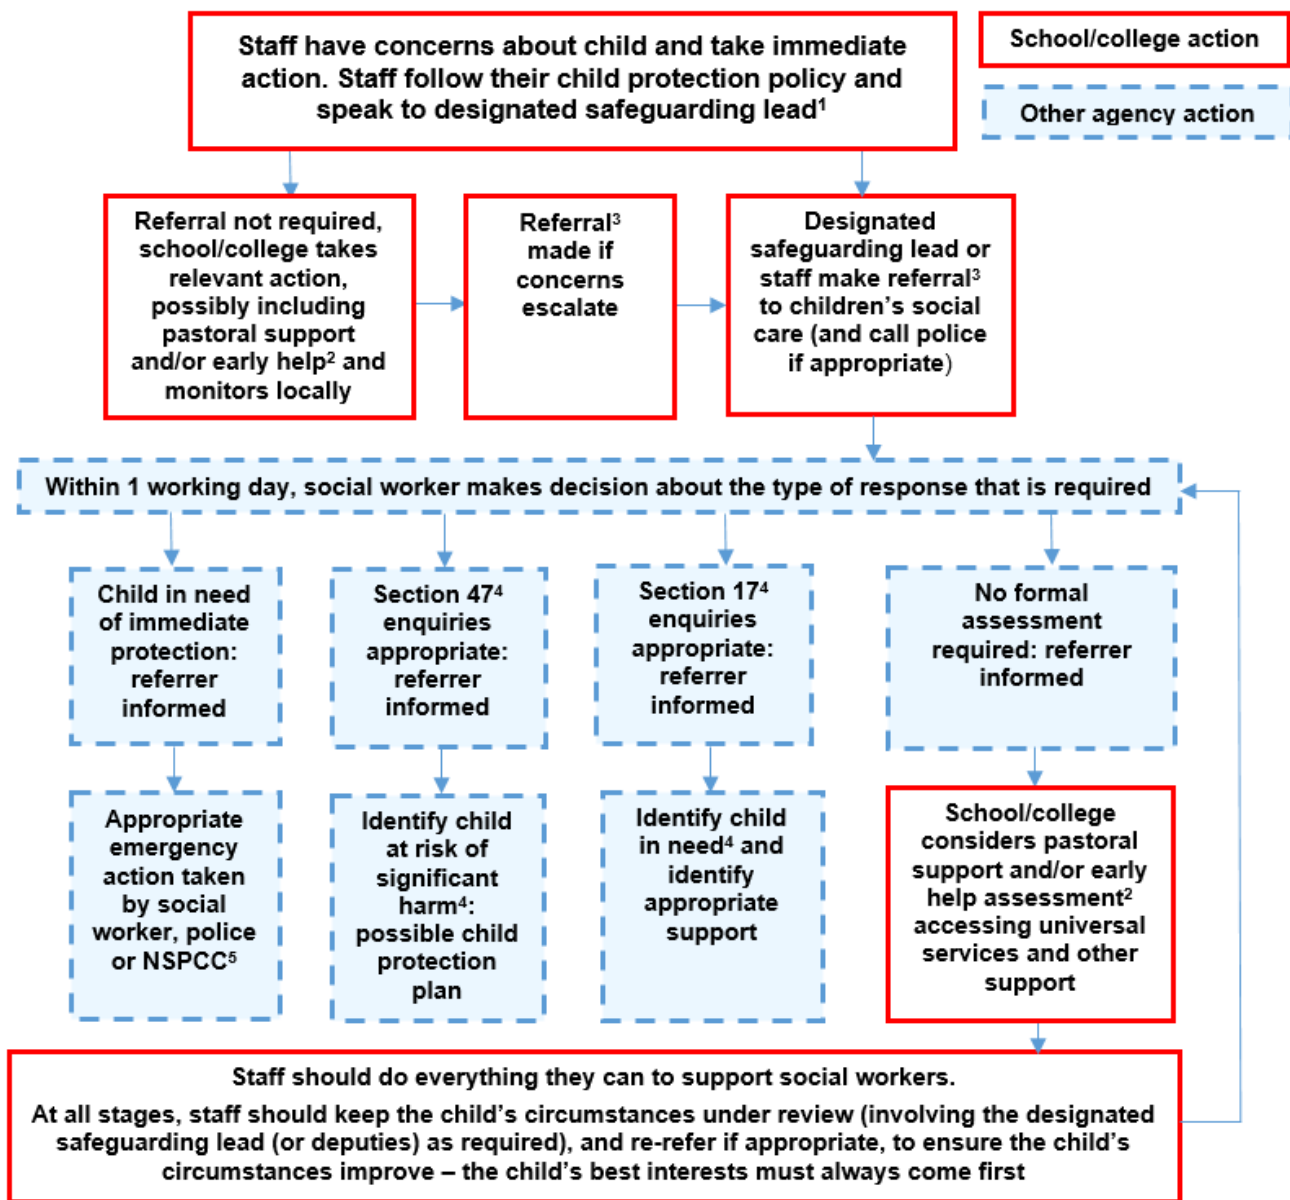 Staff have concerns about child and take immediate
action. Staff follow their child protection policy and
speak to designated safeguarding lead¹
School/college action
Other agency action
Referral not required,
school/college takes
relevant action,
possibly including
pastoral support
and/or early help² and
monitors locally
Referral³
made if
concerns
escalate
Designated
safeguarding lead or
staff make referral³
to children's social
care (and call police
if appropriate)
Within 1 working day, social worker makes decision about the type of response that is required
Child in need
of immediate
protection:
referrer
informed
Section 47⁴
enquiries
appropriate:
referrer
informed
Section 17⁴
enquiries
appropriate:
referrer
informed
No formal
assessment
required: referrer
informed
Appropriate
emergency
action taken
by social
worker, police
or NSPCC⁵
Identify child
at risk of
significant
harm⁴:
possible child
protection
plan
Identify child
in need⁴ and
identify
appropriate
support
School/college
considers pastoral
support and/or early
help assessment²
accessing universal
services and other
support
Staff should do everything they can to support social workers.
At all stages, staff should keep the child's circumstances under review (involving the designated
safeguarding lead (or deputies) as required), and re-refer if appropriate, to ensure the child's
circumstances improve – the child's best interests must always come first